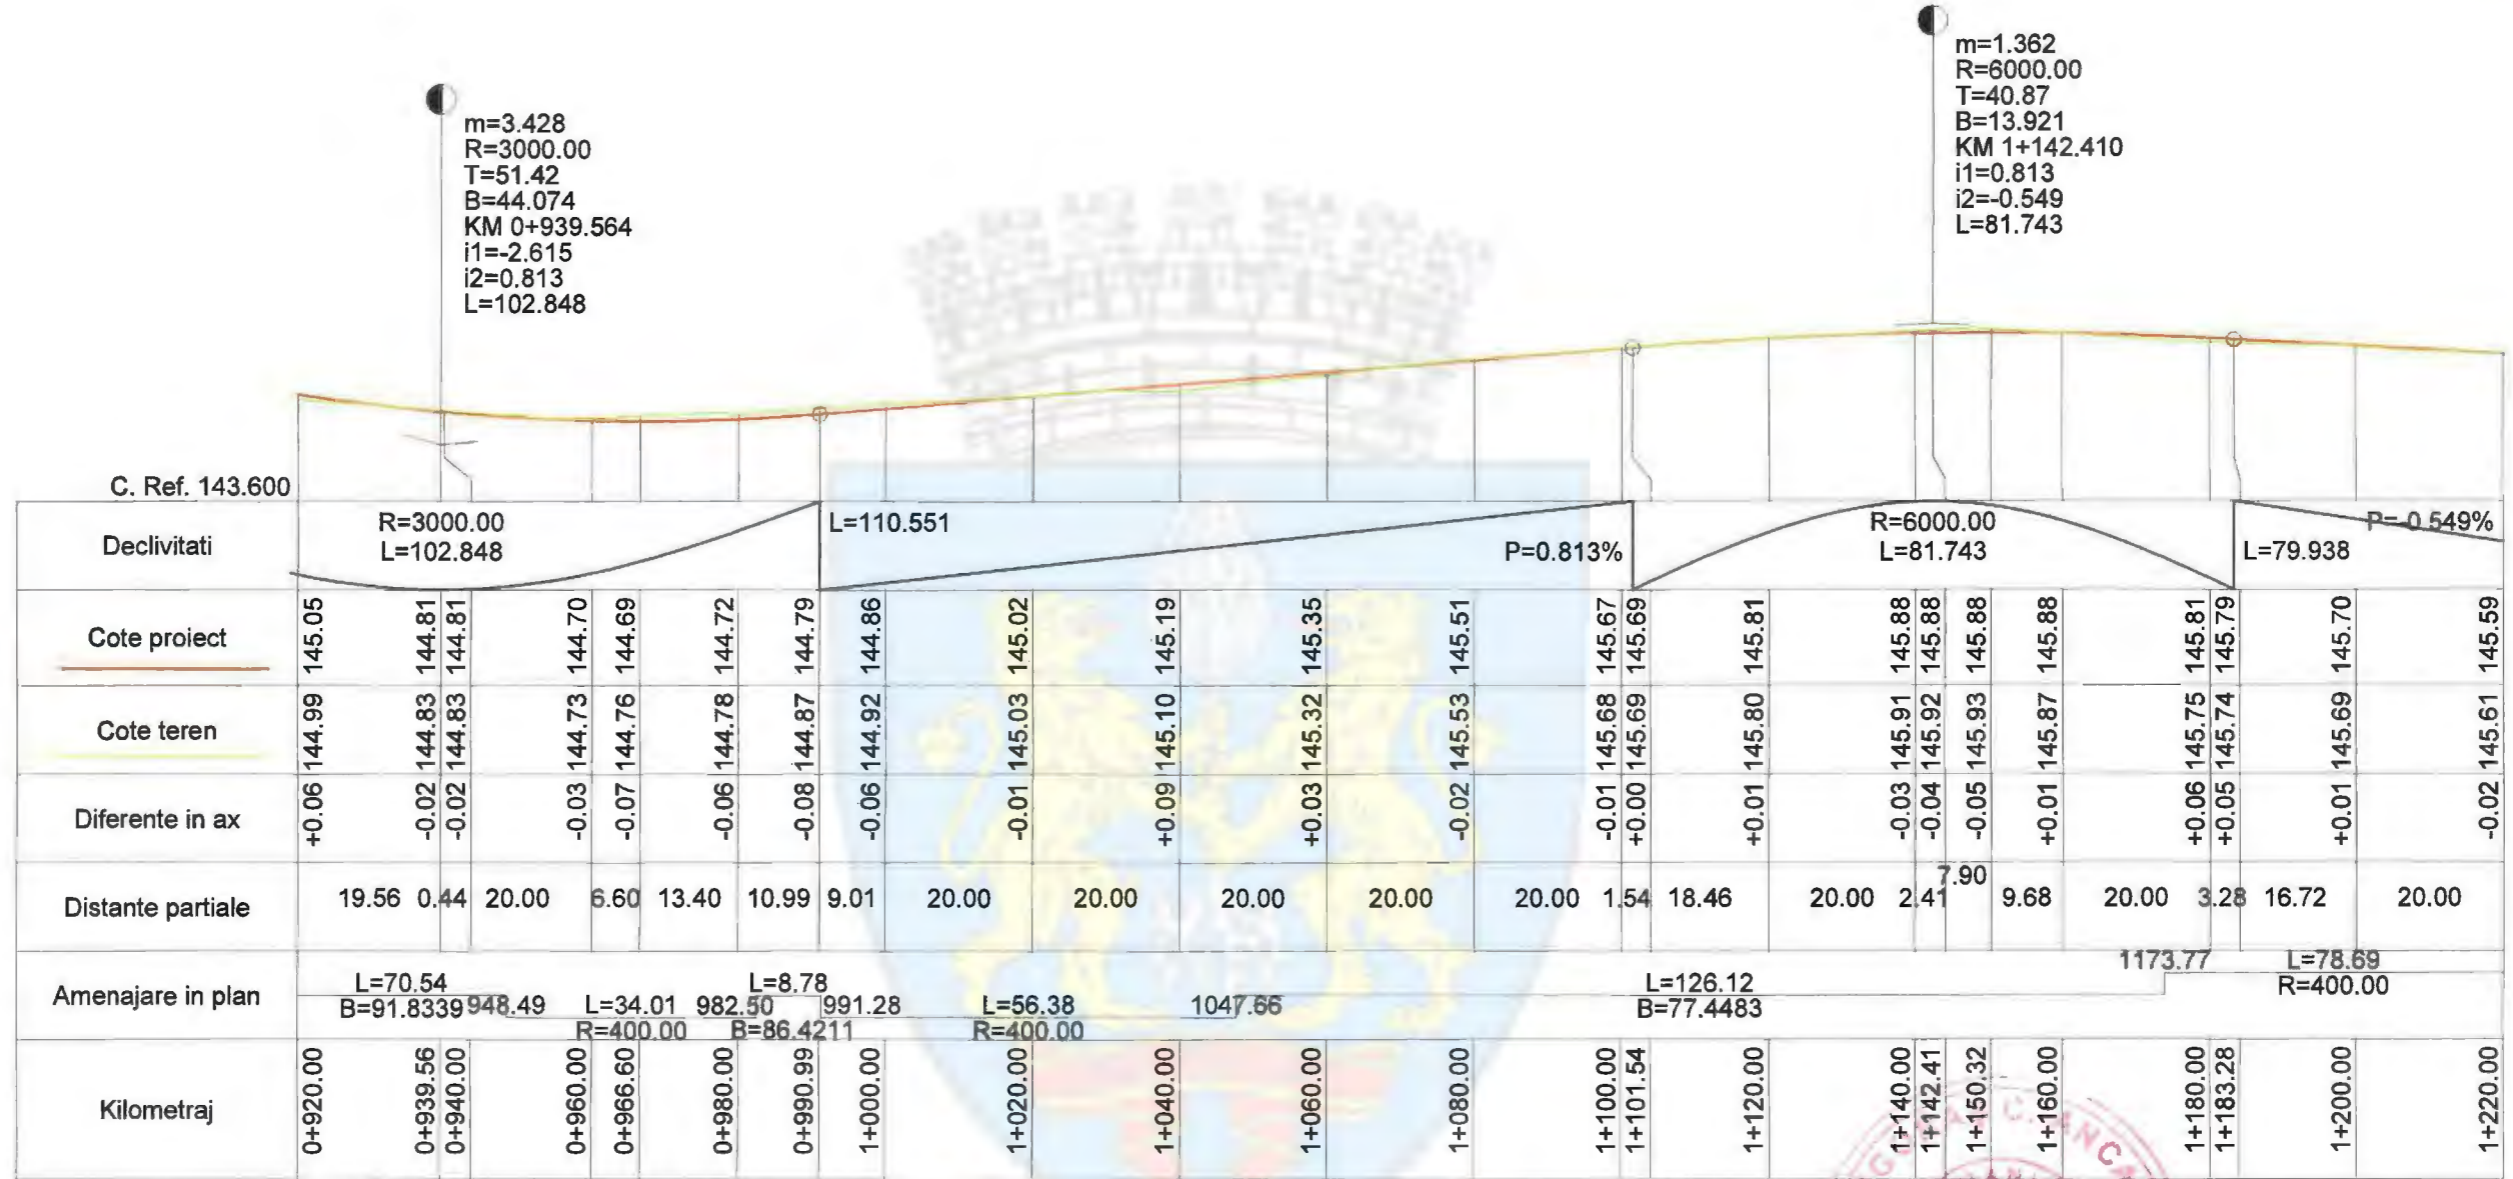 m=3.428
R=3000.00
T=51.42
B=44.074
KM 0+939.564
i1=-2.615
i2=0.813
L=102.848
m=1.362
R=6000.00
T=40.87
B=13.921
KM 1+142.410
i1=0.813
i2=-0.549
L=81.743
C. Ref. 143.600
Declivitati
R=3000.00
L=102.848
L=110.551
P=0.813%
R=6000.00
L=81.743
P=-0.549%
L=79.938
Cote proiect 145.05 144.81 144.81 144.70 144.69 144.72 144.79 144.86 145.02 145.19 145.35 145.51 145.67 145.69 145.81 145.88 145.88 145.88 145.88 145.81 145.79 145.70 145.59
Cote teren 144.99 144.83 144.83 144.73 144.76 144.78 144.87 144.92 145.03 145.10 145.32 145.53 145.68 145.69 145.80 145.91 145.92 145.93 145.87 145.75 145.74 145.69 145.61
Diferente in ax +0.06 -0.02 -0.02 -0.03 -0.07 -0.06 -0.08 -0.06 -0.01 +0.09 +0.03 -0.02 -0.01 +0.00 +0.01 -0.03 -0.04 -0.05 +0.01 +0.06 +0.05 +0.01 -0.02
Distante partiale 19.56 0.44 20.00 6.60 13.40 10.99 9.01 20.00 20.00 20.00 20.00 20.00 1.54 18.46 20.00 2.41 7.90 9.68 20.00 3.28 16.72 20.00
Amenajare in plan
L=70.54
B=91.8339
948.49
L=34.01
R=400.00
982.50
L=8.78
B=86.4211
991.28
L=56.38
R=400.00
1047.66
L=126.12
B=77.4483
1173.77
L=78.69
R=400.00
Kilometraj 0+920.00 0+939.56 0+940.00 0+960.00 0+966.60 0+980.00 0+990.99 1+000.00 1+020.00 1+040.00 1+060.00 1+080.00 1+100.00 1+101.54 1+120.00 1+140.00 1+142.41 1+150.32 1+160.00 1+180.00 1+183.28 1+200.00 1+220.00
C. ANCA